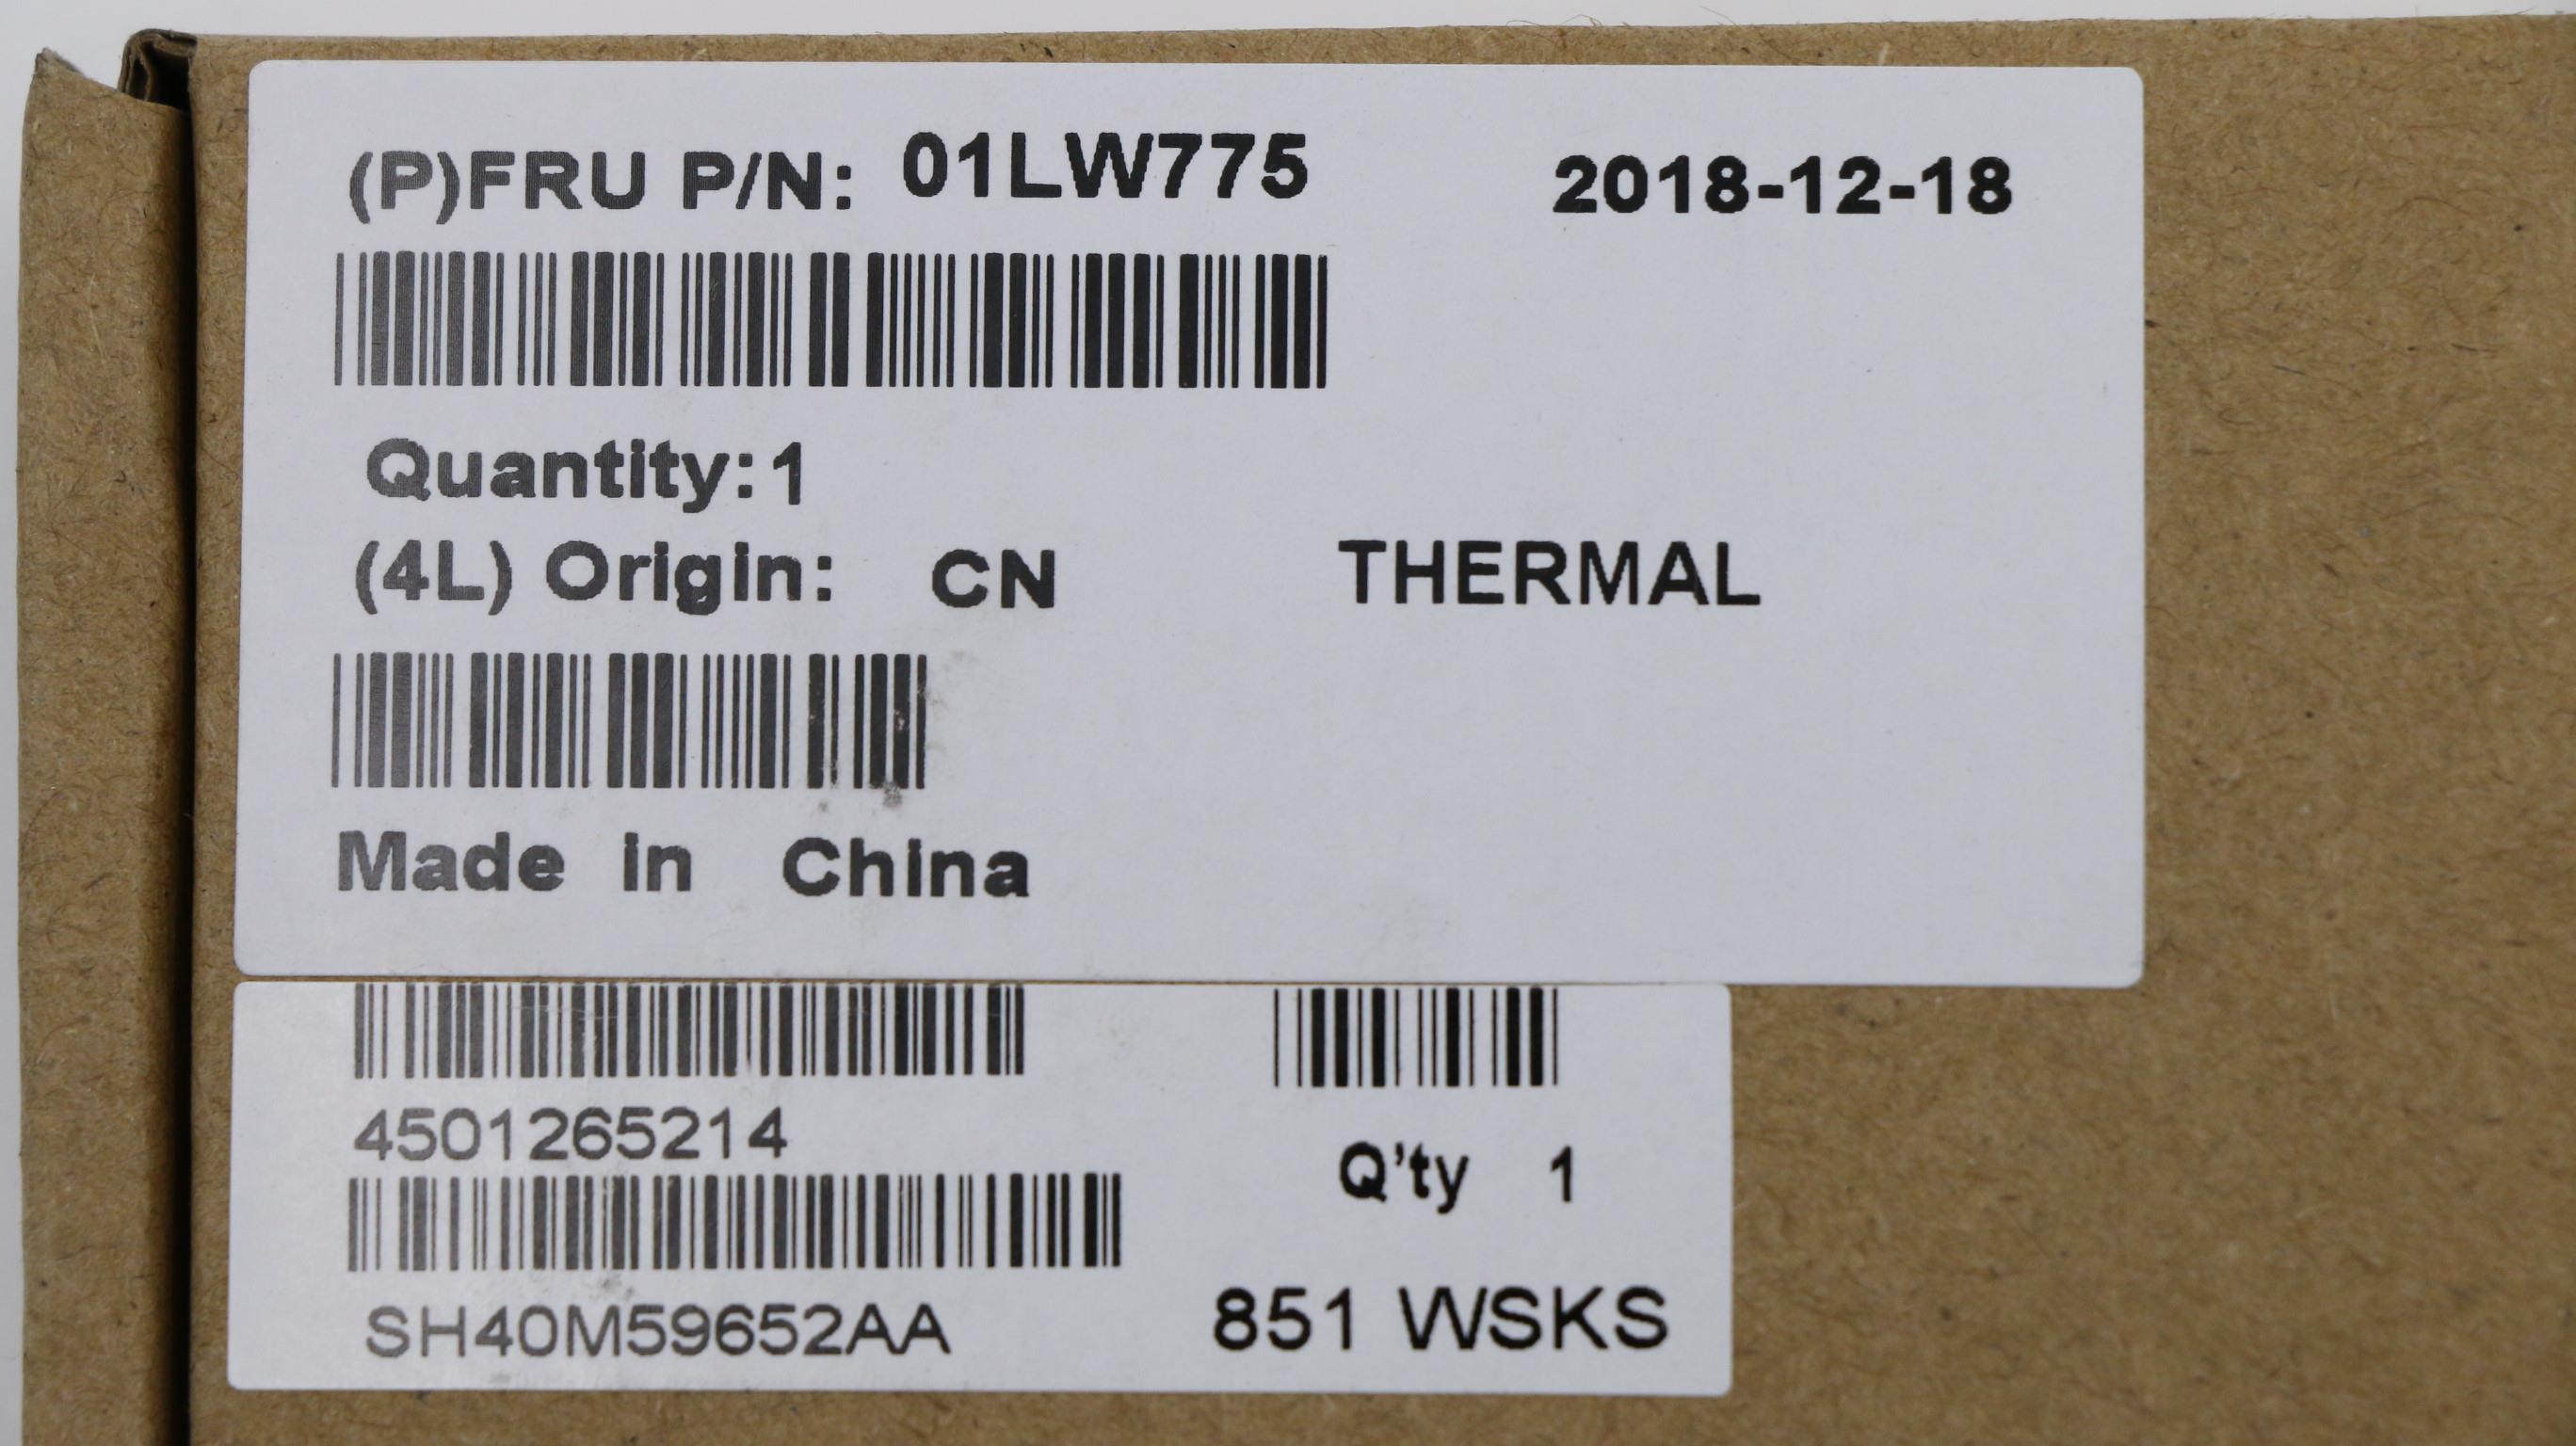 (P)FRU P/N: 01LW775 2018-12-18
Quantity:1
(4L) Origin: CN THERMAL
Made in China
4501265214
Q'ty 1
SH40M59652AA 851 WSKS